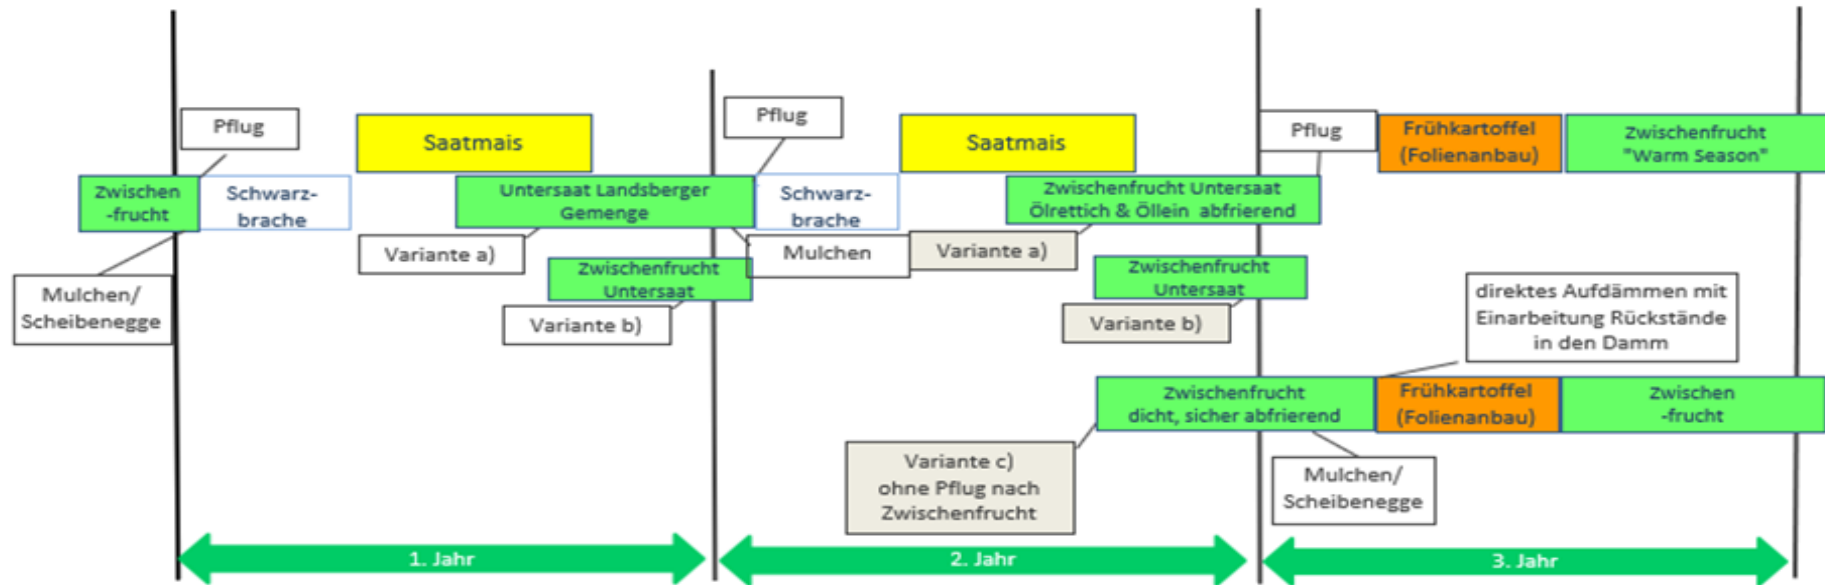 Pflug
Saatmais
Pflug
Saatmais
Pflug
Frühkartoffel
(Folienanbau)
Zwischenfrucht
"Warm Season"
Zwischen
-frucht
Schwarz-
brache
Untersaat Landsberger
Gemenge
Schwarz-
brache
Zwischenfrucht Untersaat
Ölrettich & Öllein abfrierend
Variante a)
Mulchen
Variante a)
Mulchen/
Scheibenegge
Zwischenfrucht
Untersaat
Variante b)
Zwischenfrucht
Untersaat
Variante b)
direktes Aufdämmen mit
Einarbeitung Rückstände
in den Damm
Zwischenfrucht
dicht, sicher abfrierend
Frühkartoffel
(Folienanbau)
Zwischen
-frucht
Variante c)
ohne Pflug nach
Zwischenfrucht
Mulchen/
Scheibenegge
1. Jahr
2. Jahr
3. Jahr